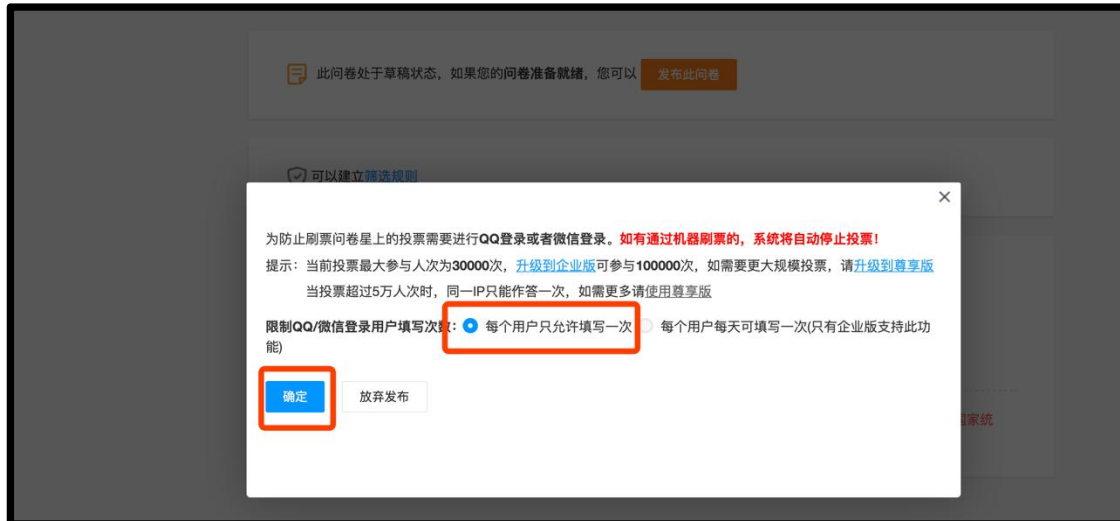 此问卷处于草稿状态，如果您的问卷准备就绪，您可以 发布此问卷
可以建立筛选规则
为防止刷票问卷星上的投票需要进行QQ登录或者微信登录。如有通过机器刷票的，系统将自动停止投票！
提示：当前投票最大参与人次为30000次，升级到企业版可参与100000次，如需要更大规模投票，请升级到尊享版
当投票超过5万人次时，同一IP只能作答一次，如需更多请使用尊享版
限制QQ/微信登录用户填写次数： 每个用户只允许填写一次 每个用户每天可填写一次(只有企业版支持此功
能)
确定 放弃发布
国家统